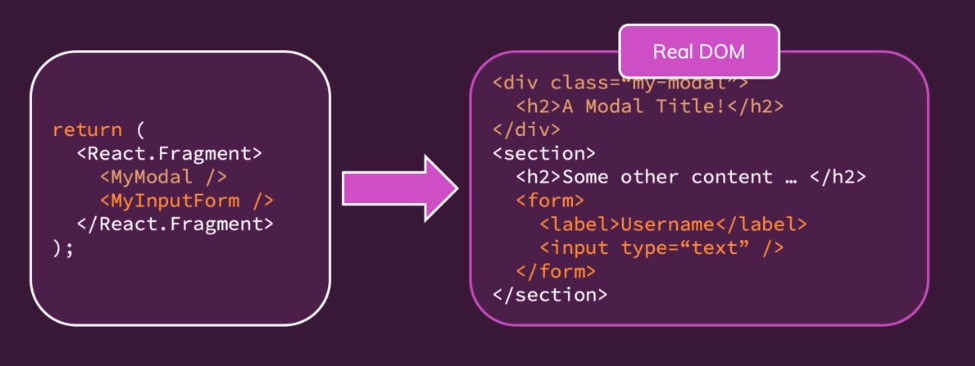 return (
<React.Fragment>
<MyModal />
<MyInputForm />
</React.Fragment>
);
Real DOM
<div class=“my-modal”>
<h2>A Modal Title!</h2>
</div>
<section>
<h2>Some other content … </h2>
<form>
<label>Username</label>
<input type=“text” />
</form>
</section>